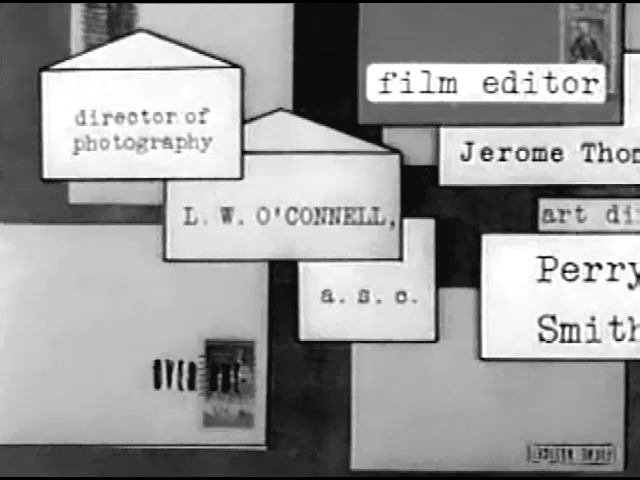 director of
photography
L. W. O'CONNELL,
a. s. c.
film editor
Jerome Thom
art di
Perry
Smith